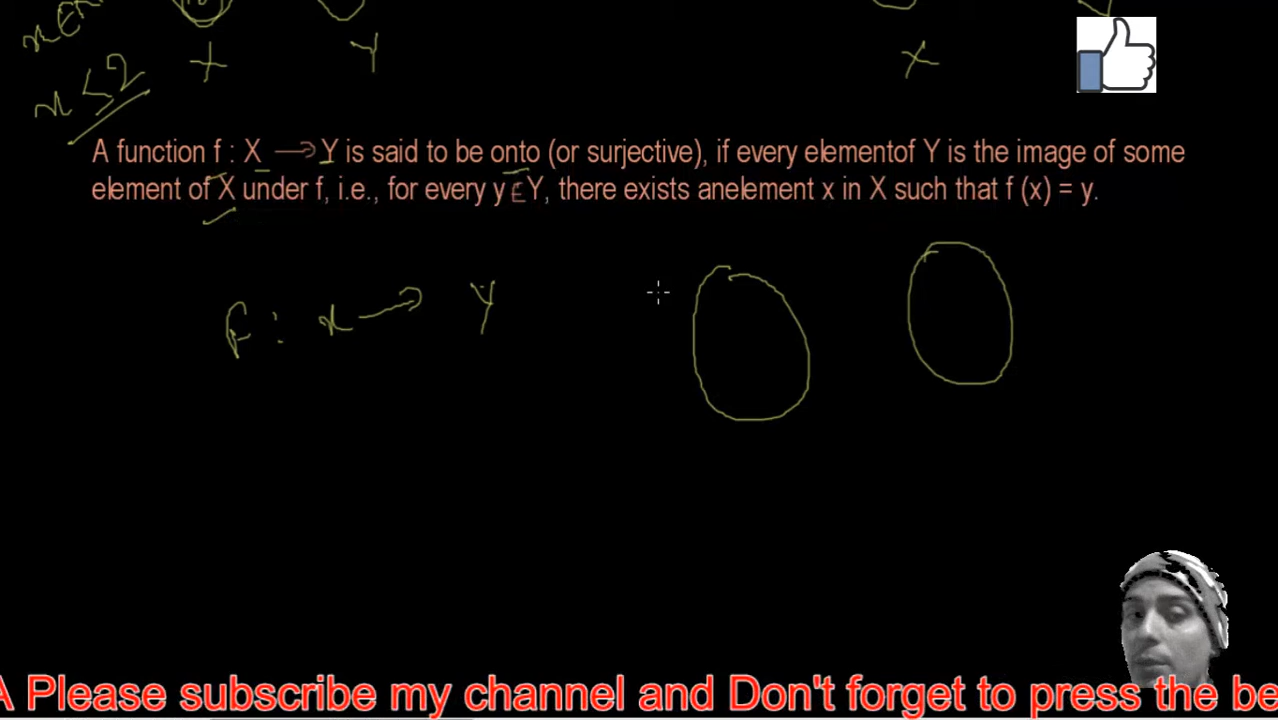 X Y X
x ≤ 2
A function f : X → Y is said to be onto (or surjective), if every elementof Y is the image of some
element of X under f, i.e., for every y E Y, there exists anelement x in X such that f (x) = y.
F : x → Y
A Please subscribe my channel and Don't forget to press the be